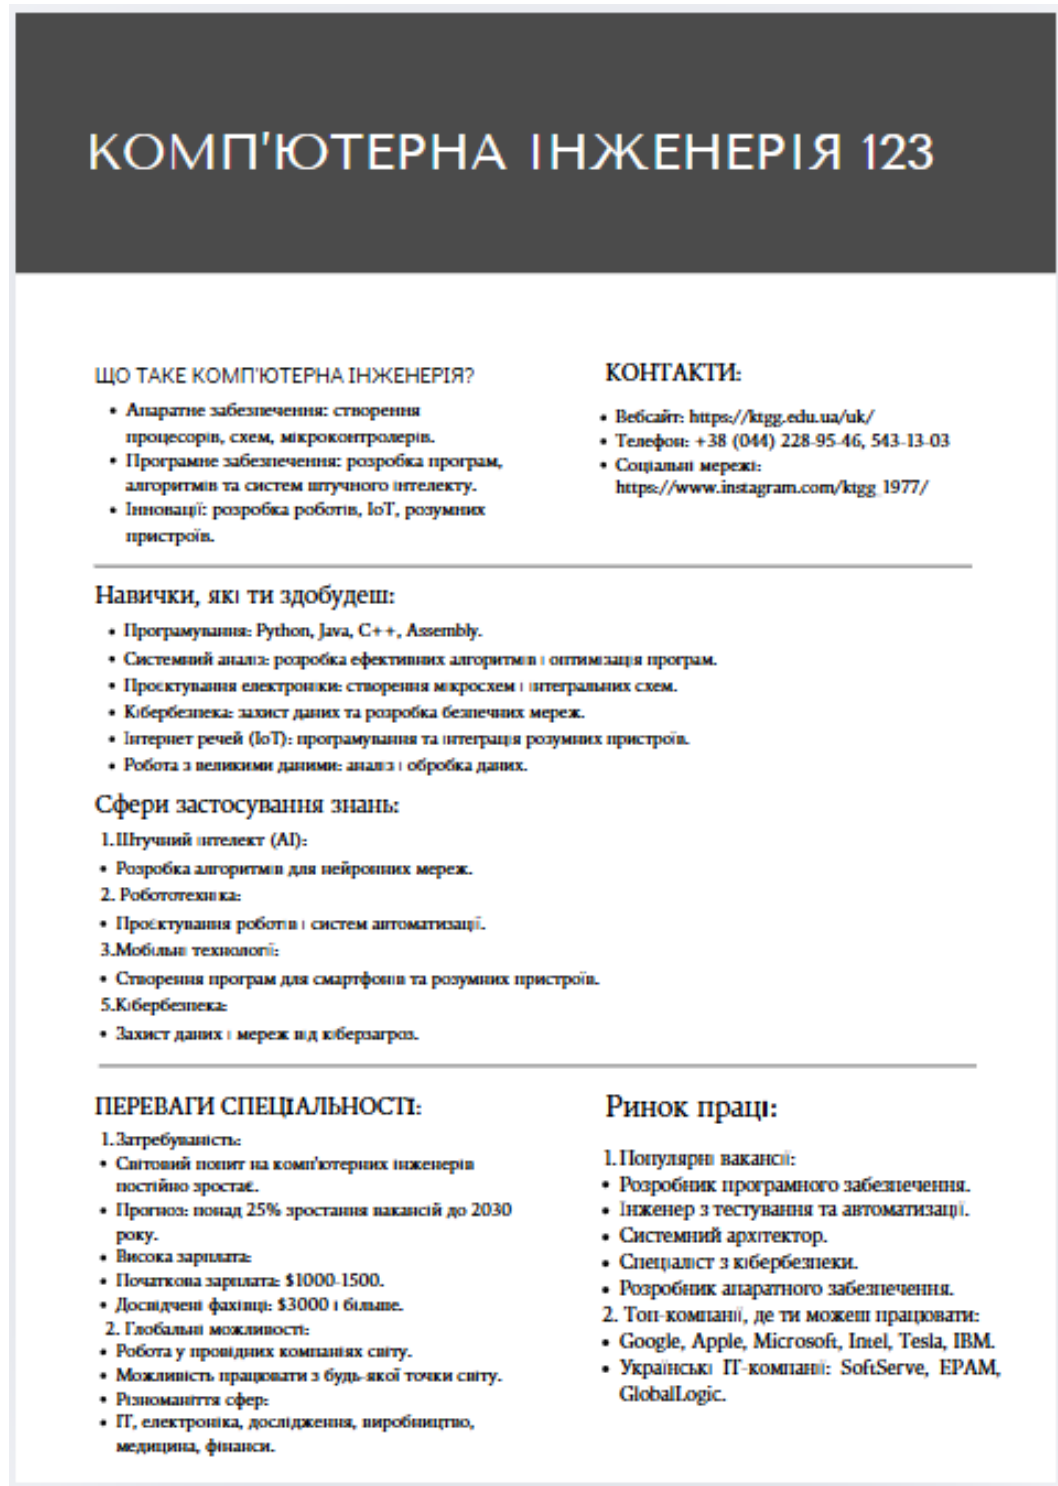 КОМП'ЮТЕРНА ІНЖЕНЕРІЯ 123
ЩО ТАКЕ КОМП'ЮТЕРНА ІНЖЕНЕРІЯ?
• Апаратне забезпечення: створення
процесорів, схем, мікроконтролерів.
• Програмне забезпечення: розробка програм,
алгоритмів та систем штучного інтелекту.
• Інновації: розробка роботів, IoT, розумних
пристроїв.
КОНТАКТИ:
• Вебсайт: https://ktgg.edu.ua/uk/
• Телефон: +38 (044) 228-95-46, 543-13-03
• Соціальні мережі:
https://www.instagram.com/ktgg_1977/
Навички, які ти здобудеш:
• Програмування: Python, Java, C++, Assembly.
• Системний аналіз: розробка ефективних алгоритмів і оптимізація програм.
• Проєктування електроніки: створення мікросхем і інтегральних схем.
• Кібербезпека: захист даних та розробка безпечних мереж.
• Інтернет речей (IoT): програмування та інтеграція розумних пристроїв.
• Робота з великими даними: аналіз і обробка даних.
Сфери застосування знань:
1.Штучний інтелект (AI):
• Розробка алгоритмів для нейронних мереж.
2. Робототехніка:
• Проєктування роботів і систем автоматизації.
3.Мобільні технології:
• Створення програм для смартфонів та розумних пристроїв.
5.Кібербезпека:
• Захист даних і мереж від кіберзагроз.
ПЕРЕВАГИ СПЕЦІАЛЬНОСТІ:
1.Затребуваність:
• Світовий попит на комп'ютерних інженерів
постійно зростає.
• Прогноз: понад 25% зростання вакансій до 2030
року.
• Висока зарплата:
• Початкова зарплата: $1000-1500.
• Досвідчені фахівці: $3000 і більше.
2. Глобальні можливості:
• Робота у провідних компаніях світу.
• Можливість працювати з будь-якої точки світу.
• Різноманіття сфер:
• ІТ, електроніка, дослідження, виробництво,
медицина, фінанси.
Ринок праці:
1.Популярні вакансії:
• Розробник програмного забезпечення.
• Інженер з тестування та автоматизації.
• Системний архітектор.
• Спеціаліст з кібербезпеки.
• Розробник апаратного забезпечення.
2. Топ-компанії, де ти можеш працювати:
• Google, Apple, Microsoft, Intel, Tesla, IBM.
• Українські ІТ-компанії: SoftServe, EPAM,
GlobalLogic.